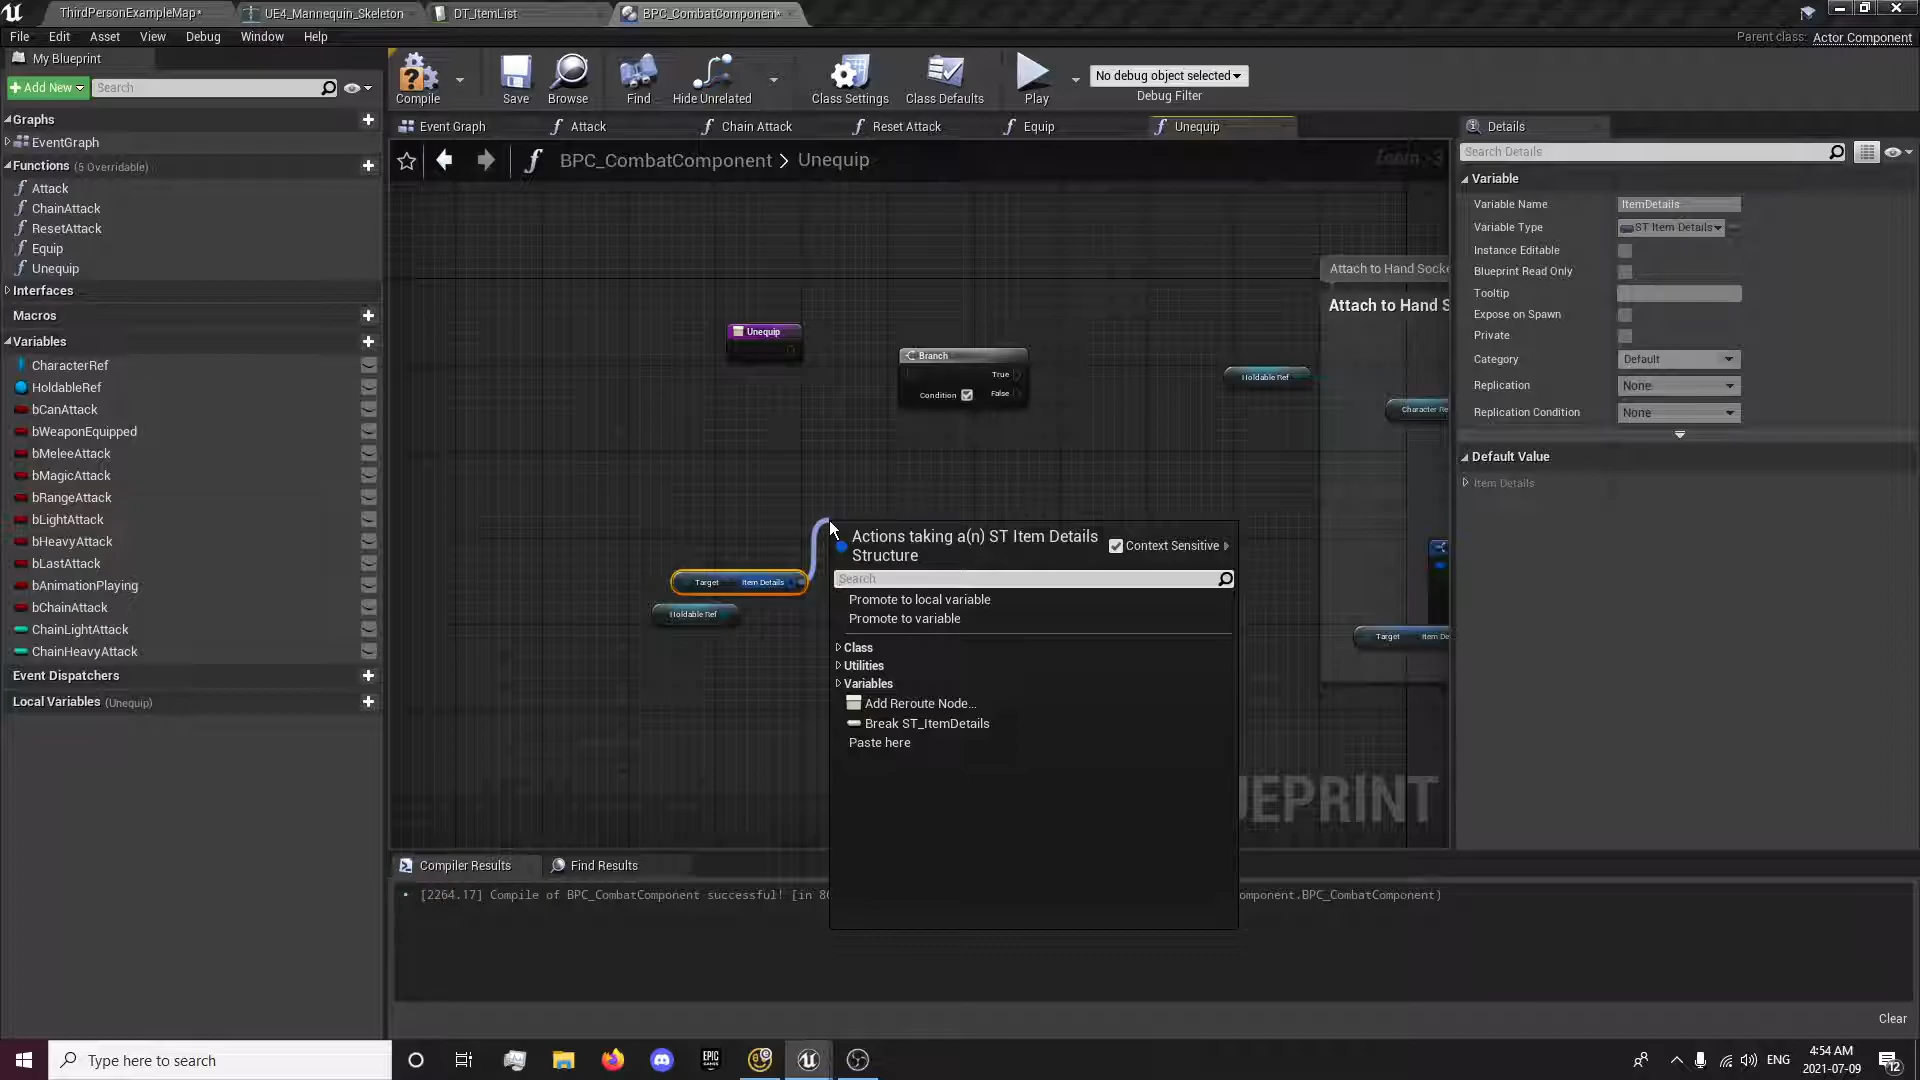 ThirdPersonExampleMap*
UE4_Mannequin_Skeleton
DT_ItemList
BPC_CombatComponent*
File Edit Asset View Debug Window Help
Parent class: Actor Component
My Blueprint
Add New
Search
Compile
Save
Browse
Find
Hide Unrelated
Class Settings
Class Defaults
Play
No debug object selected
Debug Filter
Graphs
EventGraph
Functions (5 Overridable)
Attack
ChainAttack
ResetAttack
Equip
Unequip
Interfaces
Macros
Variables
CharacterRef
HoldableRef
bCanAttack
bWeaponEquipped
bMeleeAttack
bMagicAttack
bRangeAttack
bLightAttack
bHeavyAttack
bLastAttack
bAnimationPlaying
bChainAttack
ChainLightAttack
ChainHeavyAttack
Event Dispatchers
Local Variables (Unequip)
Event Graph
Attack
Chain Attack
Reset Attack
Equip
Unequip
BPC_CombatComponent > Unequip
Zoom -3
Attach to Hand Socke
Attach to Hand S
Unequip
Branch
True
Condition
False
Holdable Ref
Character Re
Target Item Details
Holdable Ref
Target Item De
Actions taking a(n) ST Item Details
Structure
Context Sensitive
Search
Promote to local variable
Promote to variable
Class
Utilities
Variables
Add Reroute Node...
Break ST_ItemDetails
Paste here
UEPRINT
Details
Search Details
Variable
Variable Name ItemDetails
Variable Type ST Item Details
Instance Editable
Blueprint Read Only
Tooltip
Expose on Spawn
Private
Category Default
Replication None
Replication Condition None
Default Value
Item Details
Compiler Results
Find Results
[2264.17] Compile of BPC_CombatComponent successful! [in 80
omponent.BPC_CombatComponent)
Clear
Type here to search
EPIC
GAMES
ENG
4:54 AM
2021-07-09
12